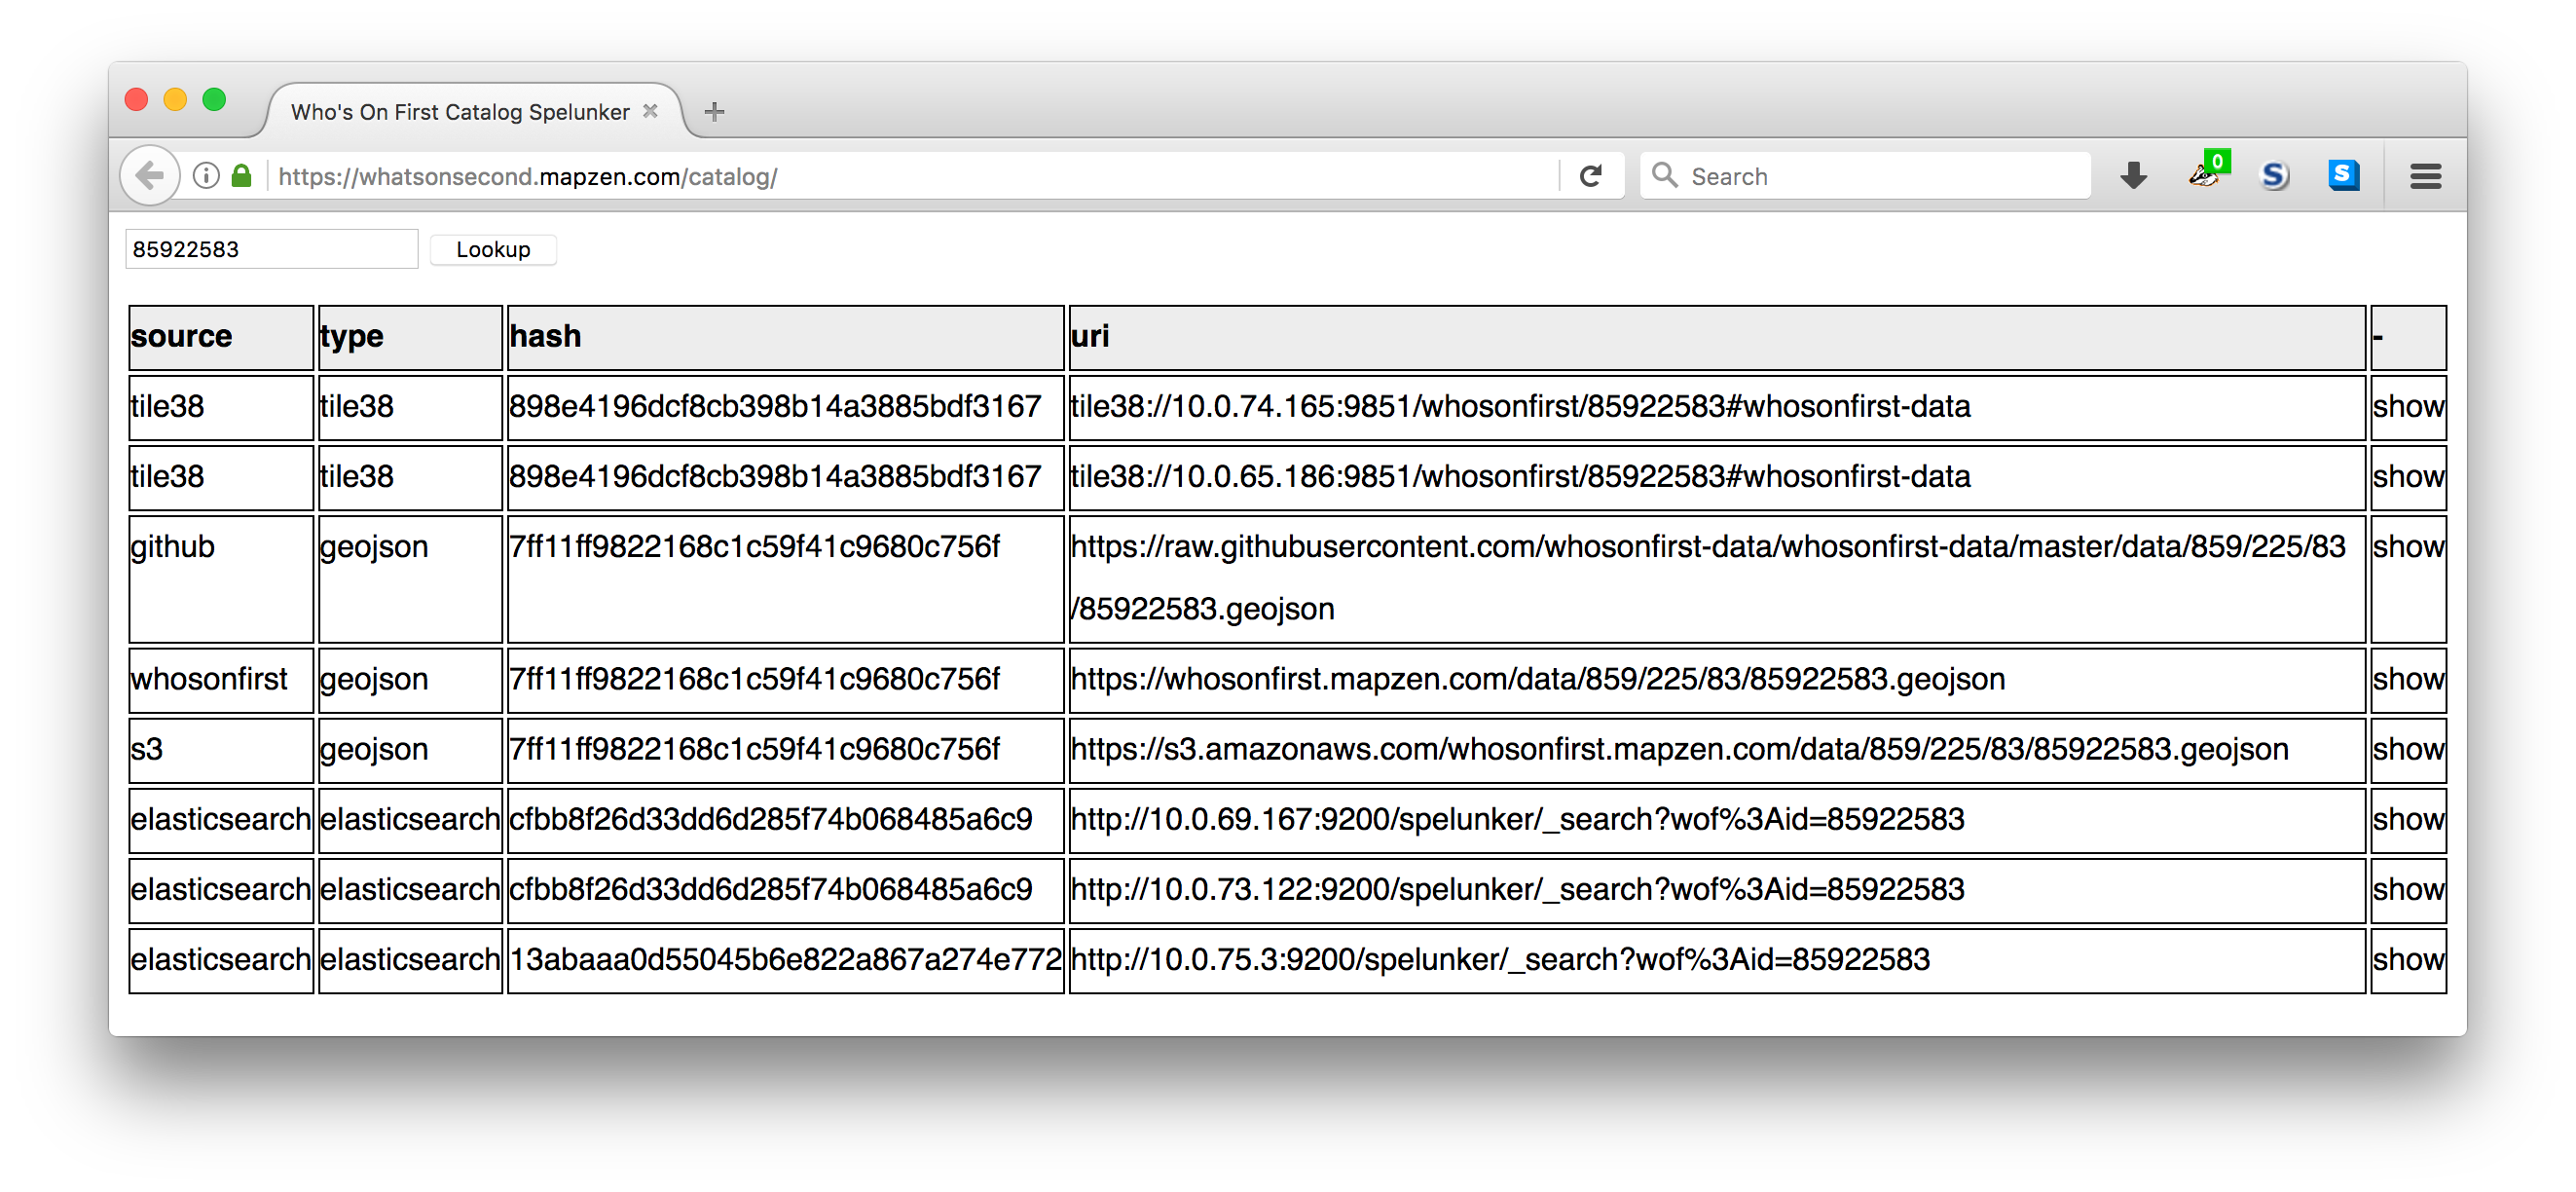 Who's On First Catalog Spelunker
https://whatsonsecond.mapzen.com/catalog/
Search
0
S
S
85922583
Lookup
source type hash uri -
tile38 tile38 898e4196dcf8cb398b14a3885bdf3167 tile38://10.0.74.165:9851/whosonfirst/85922583#whosonfirst-data show
tile38 tile38 898e4196dcf8cb398b14a3885bdf3167 tile38://10.0.65.186:9851/whosonfirst/85922583#whosonfirst-data show
github geojson 7ff11ff9822168c1c59f41c9680c756f https://raw.githubusercontent.com/whosonfirst-data/whosonfirst-data/master/data/859/225/83 show
/85922583.geojson
whosonfirst geojson 7ff11ff9822168c1c59f41c9680c756f https://whosonfirst.mapzen.com/data/859/225/83/85922583.geojson show
s3 geojson 7ff11ff9822168c1c59f41c9680c756f https://s3.amazonaws.com/whosonfirst.mapzen.com/data/859/225/83/85922583.geojson show
elasticsearch elasticsearch cfbb8f26d33dd6d285f74b068485a6c9 http://10.0.69.167:9200/spelunker/_search?wof%3Aid=85922583 show
elasticsearch elasticsearch cfbb8f26d33dd6d285f74b068485a6c9 http://10.0.73.122:9200/spelunker/_search?wof%3Aid=85922583 show
elasticsearch elasticsearch 13abaaa0d55045b6e822a867a274e772 http://10.0.75.3:9200/spelunker/_search?wof%3Aid=85922583 show